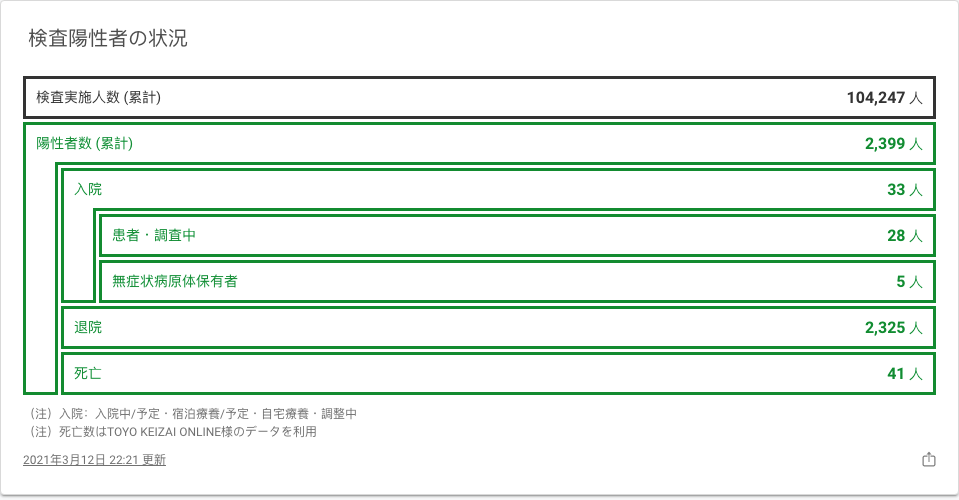 検査陽性者の状況
検査実施人数 (累計) 104,247 人
陽性者数 (累計) 2,399 人
入院 33 人
患者・調査中 28 人
無症状病原体保有者 5 人
退院 2,325 人
死亡 41 人
（注）入院：入院中/予定・宿泊療養/予定・自宅療養・調整中
（注）死亡数はTOYO KEIZAI ONLINE様のデータを利用
2021年3月12日 22:21 更新